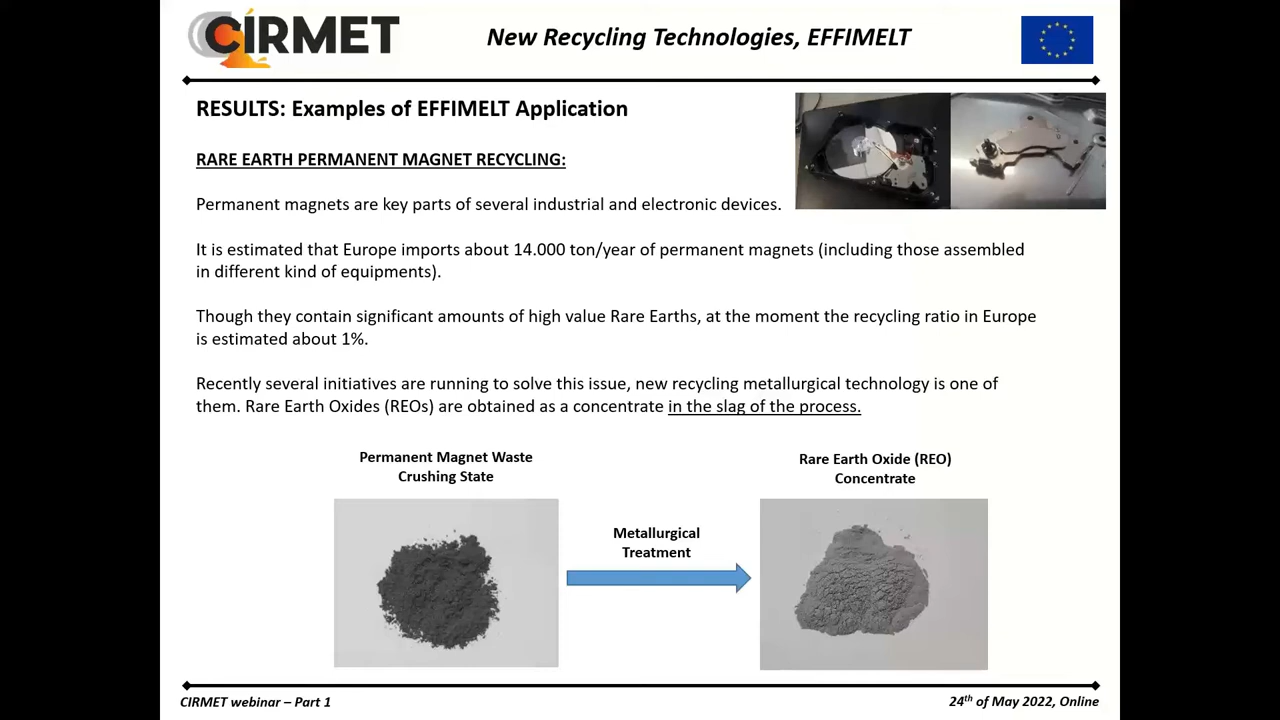 CIRMET
New Recycling Technologies, EFFIMELT
RESULTS: Examples of EFFIMELT Application
RARE EARTH PERMANENT MAGNET RECYCLING:
Permanent magnets are key parts of several industrial and electronic devices.
It is estimated that Europe imports about 14.000 ton/year of permanent magnets (including those assembled
in different kind of equipments).
Though they contain significant amounts of high value Rare Earths, at the moment the recycling ratio in Europe
is estimated about 1%.
Recently several initiatives are running to solve this issue, new recycling metallurgical technology is one of
them. Rare Earth Oxides (REOs) are obtained as a concentrate in the slag of the process.
Permanent Magnet Waste
Crushing State
Metallurgical
Treatment
Rare Earth Oxide (REO)
Concentrate
CIRMET webinar – Part 1
24th of May 2022, Online